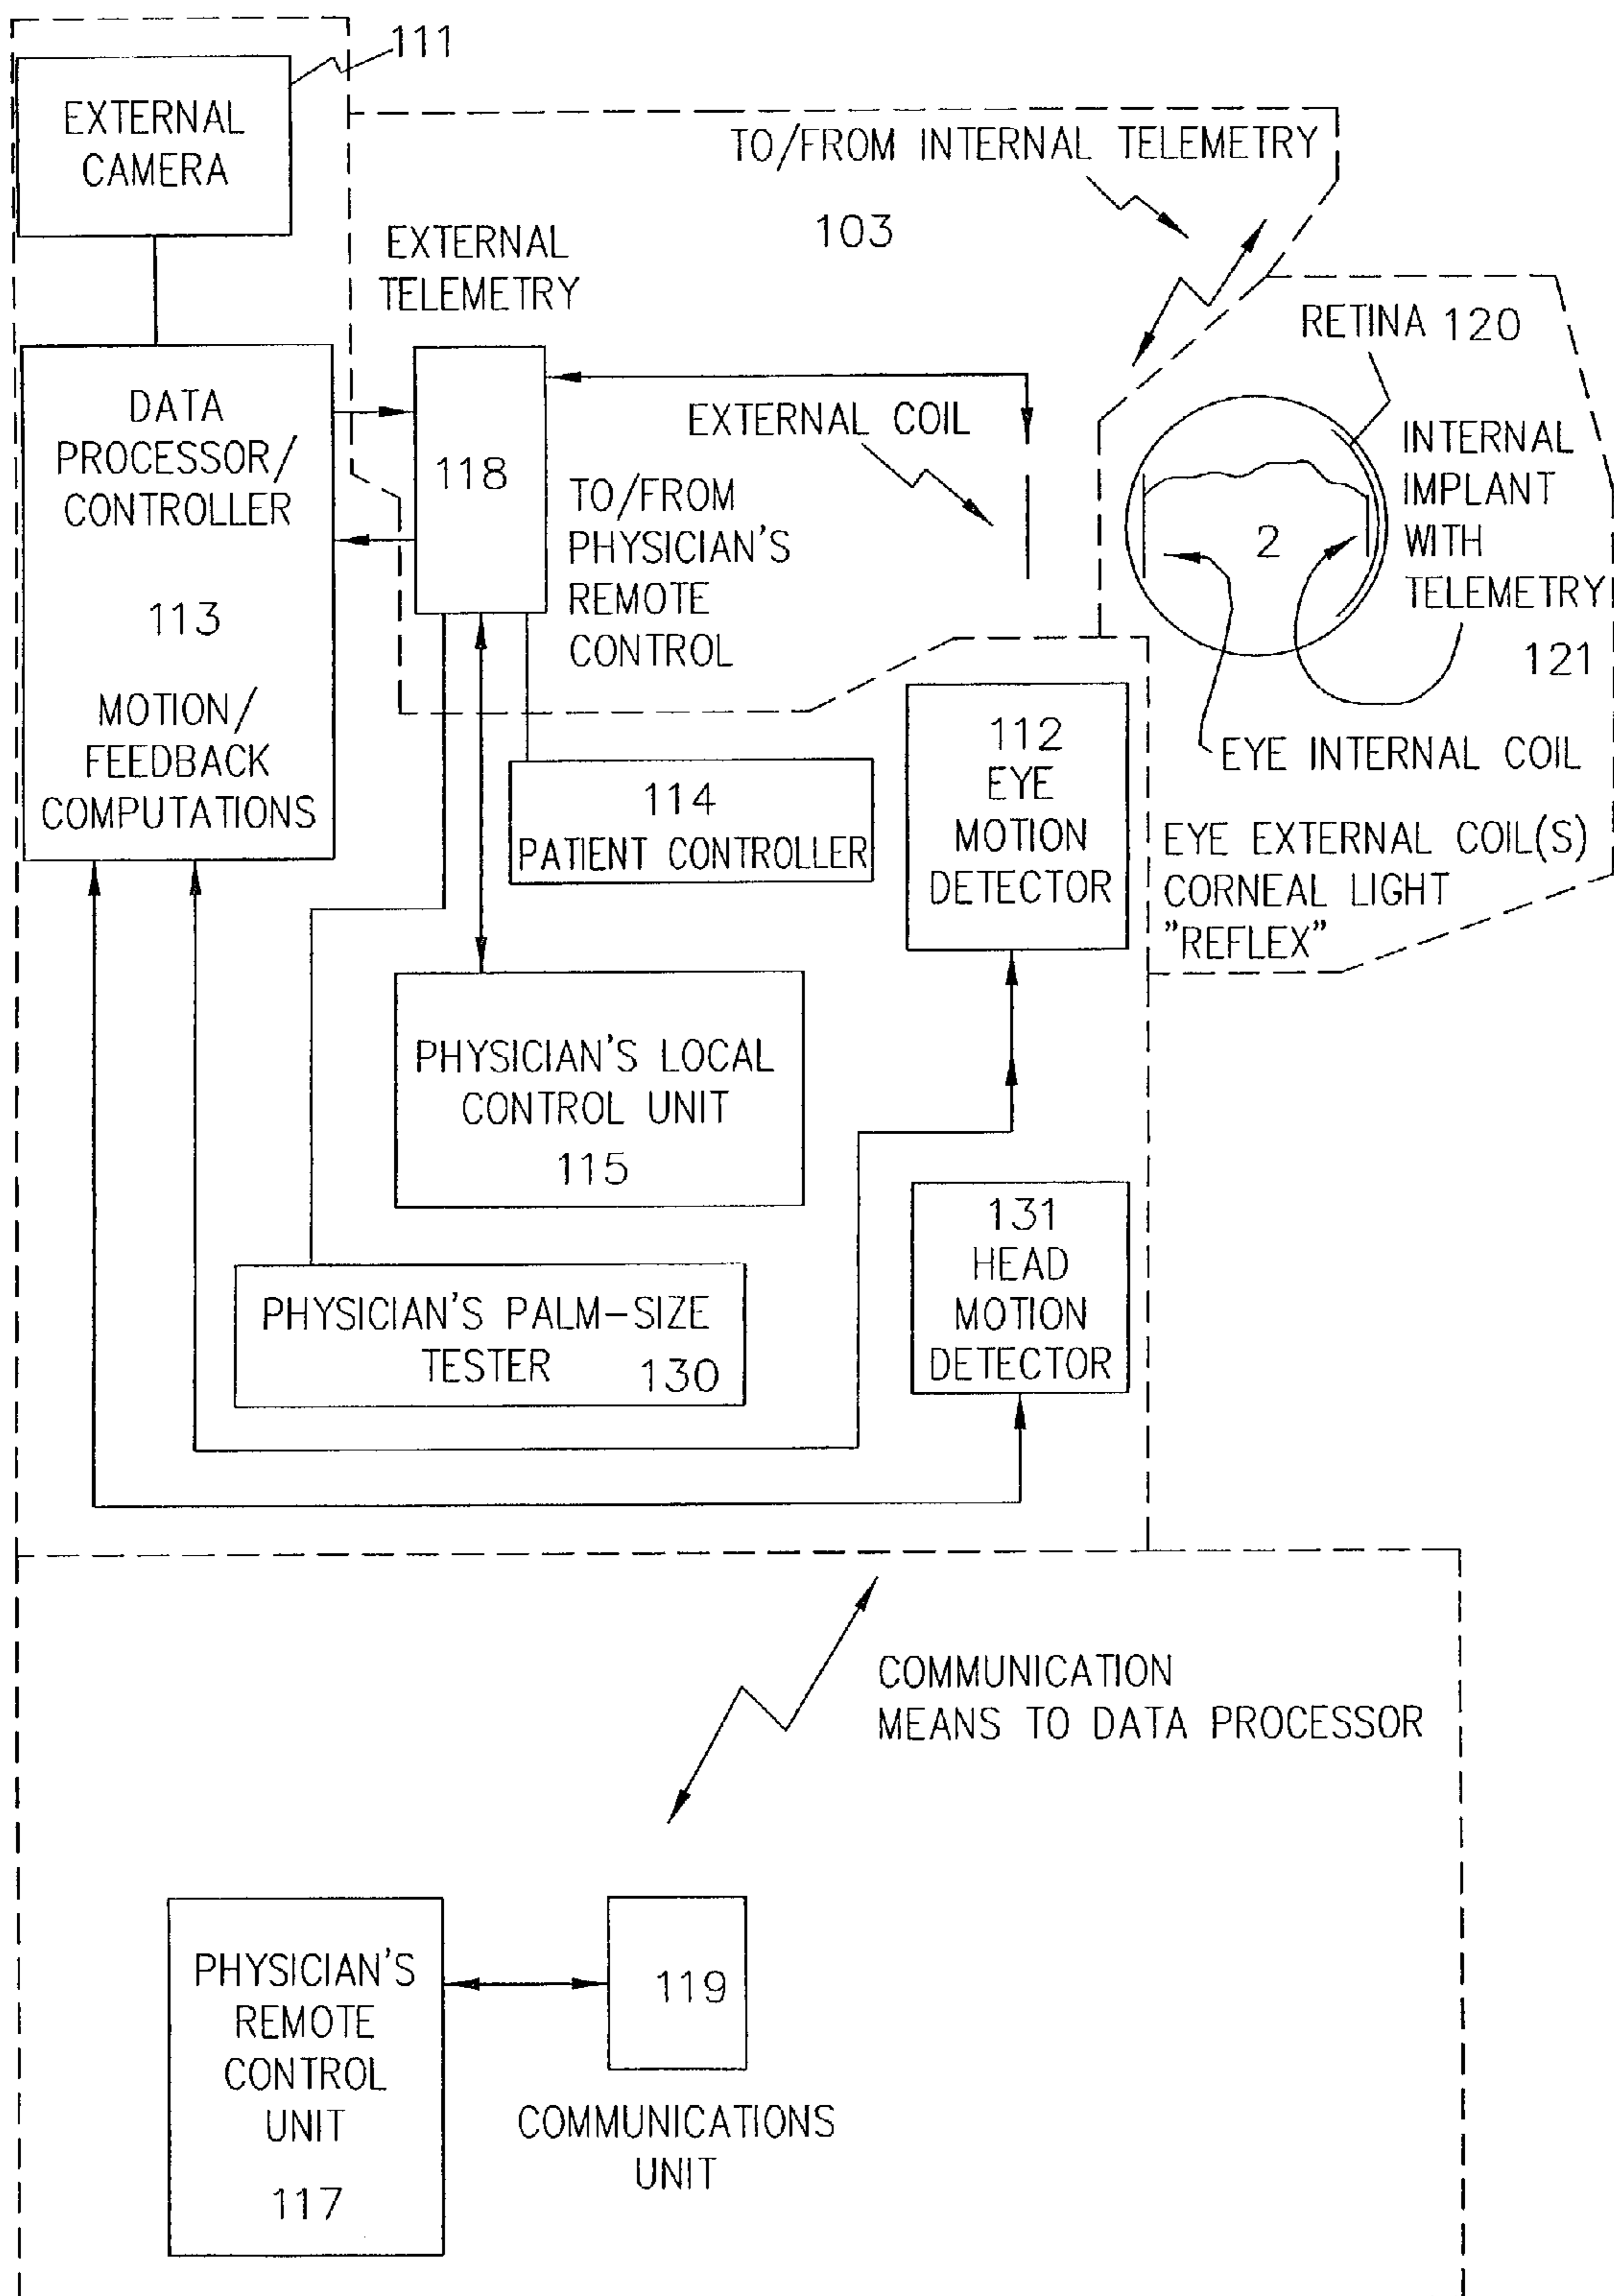 111
EXTERNAL
CAMERA
TO/FROM INTERNAL TELEMETRY
103
EXTERNAL
TELEMETRY
RETINA 120
DATA
PROCESSOR/
CONTROLLER
113
MOTION/
FEEDBACK
COMPUTATIONS
118
EXTERNAL COIL
TO/FROM
PHYSICIAN'S
REMOTE
CONTROL
2
INTERNAL
IMPLANT
WITH
TELEMETRY
121
EYE INTERNAL COIL
112
EYE
MOTION
DETECTOR
114
PATIENT CONTROLLER
EYE EXTERNAL COIL(S)
CORNEAL LIGHT
"REFLEX"
PHYSICIAN'S LOCAL
CONTROL UNIT
115
131
HEAD
MOTION
DETECTOR
PHYSICIAN'S PALM-SIZE
TESTER 130
COMMUNICATION
MEANS TO DATA PROCESSOR
PHYSICIAN'S
REMOTE
CONTROL
UNIT
117
119
COMMUNICATIONS
UNIT